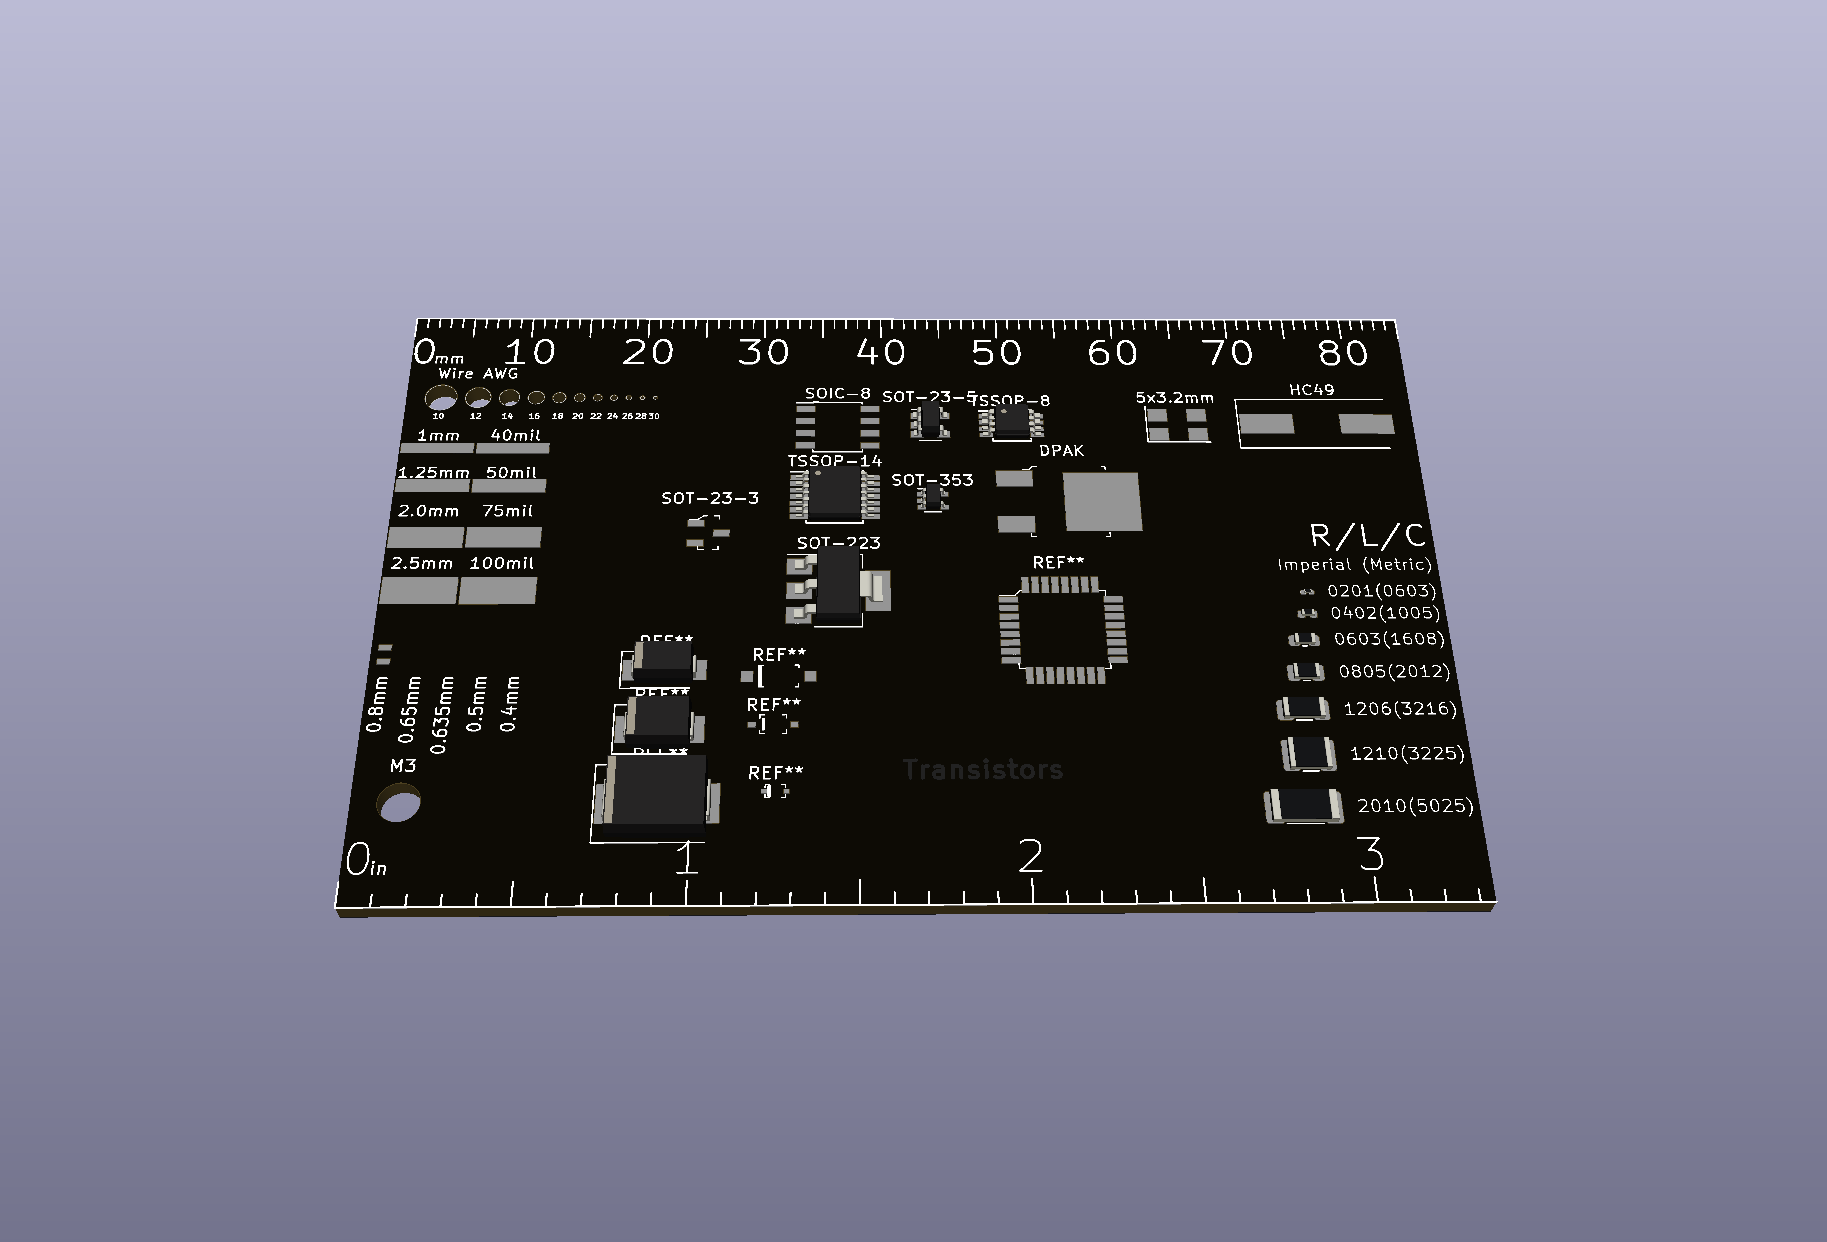 0mm 10 20 30 40 50 60 70 80
Wire AWG
10 12 14 16 18 20 22 24 26 28 30
1mm 40mil
1.25mm 50mil
2.0mm 75mil
2.5mm 100mil
0.8mm
0.65mm
0.635mm
0.5mm
0.4mm
M3
SOIC-8
SOT-23-5
TSSOP-8
5x3.2mm
HC49
TSSOP-14
SOT-353
DPAK
SOT-23-3
SOT-223
REF**
REF**
REF**
REF**
REF**
REF**
REF**
Transistors
R/L/C
Imperial (Metric)
0201(0603)
0402(1005)
0603(1608)
0805(2012)
1206(3216)
1210(3225)
2010(5025)
0in 1 2 3